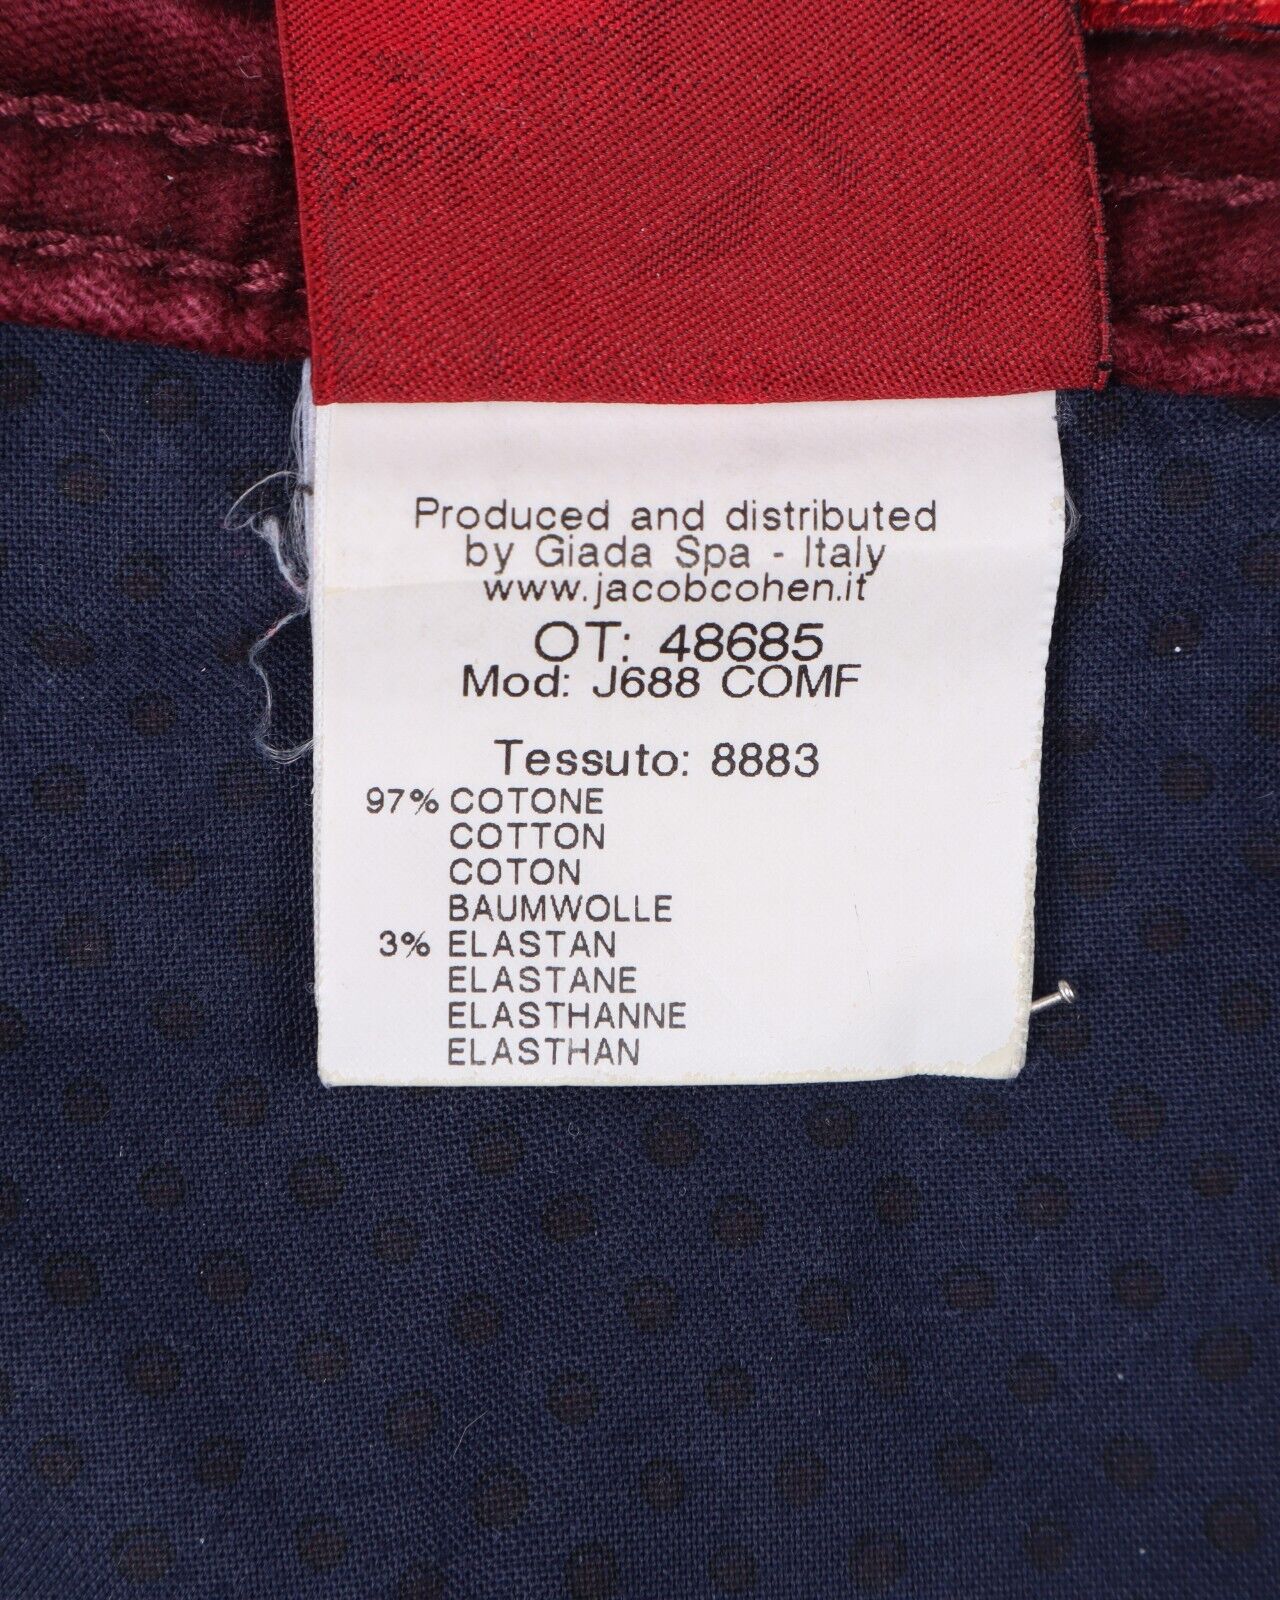 Produced and distributed
by Giada Spa - Italy
www.jacobcohen.it
OT: 48685
Mod: J688 COMF
Tessuto: 8883
97% COTONE
COTTON
COTON
BAUMWOLLE
3% ELASTAN
ELASTANE
ELASTHANNE
ELASTHAN